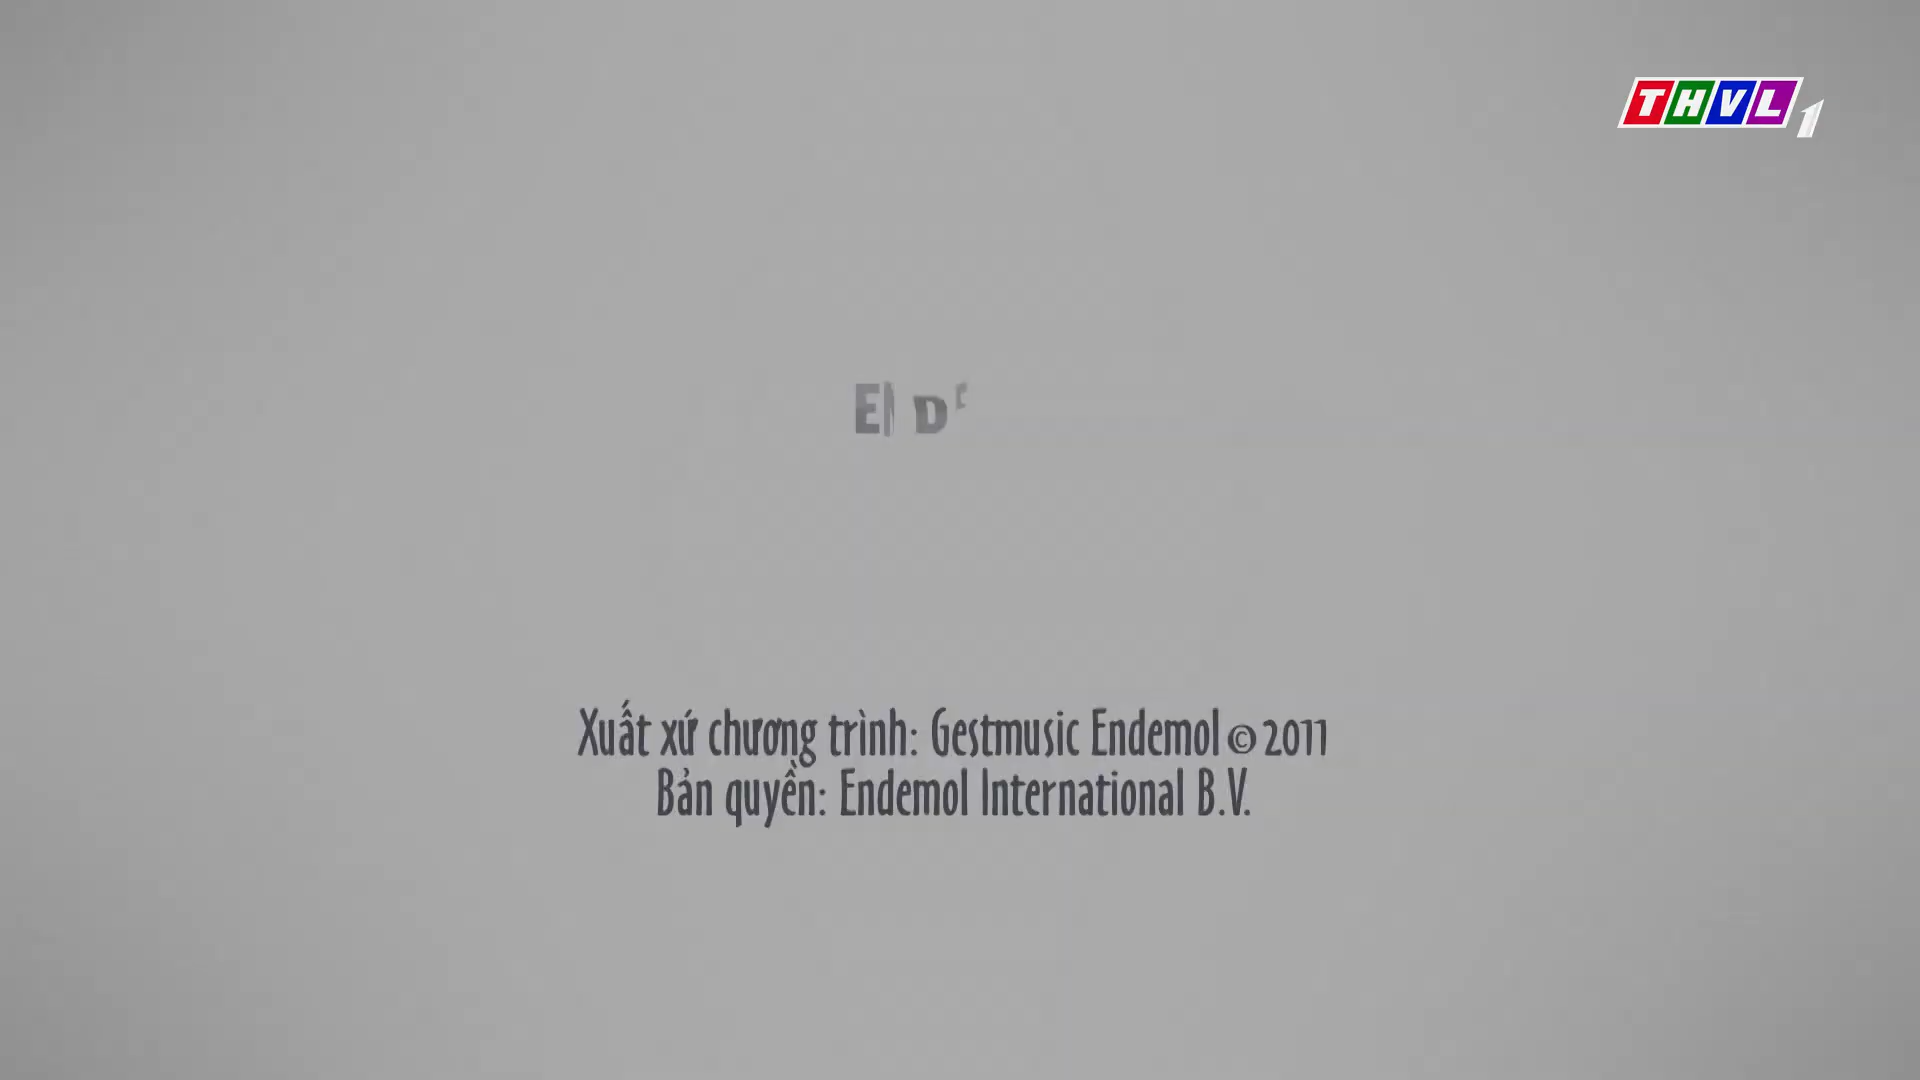 THVL1
Xuất xứ chương trình: Gestmusic Endemol © 2011
Bản quyền: Endemol International B.V.